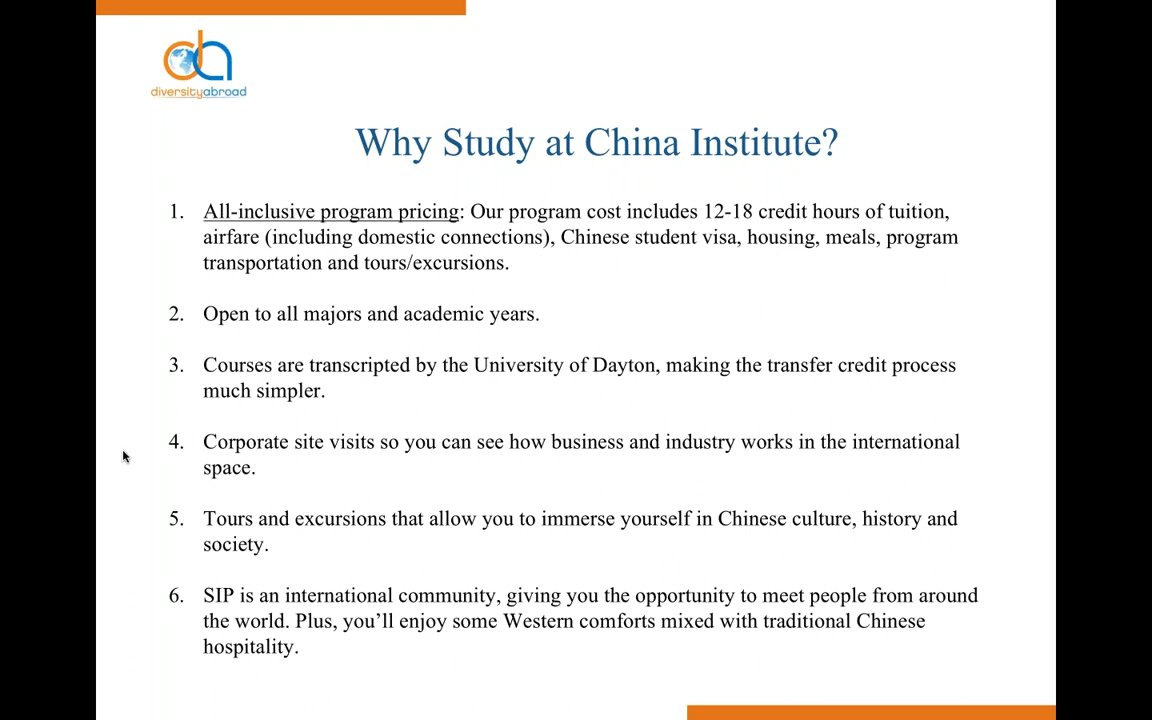 diversityabroad
Why Study at China Institute?
1. All-inclusive program pricing: Our program cost includes 12-18 credit hours of tuition,
airfare (including domestic connections), Chinese student visa, housing, meals, program
transportation and tours/excursions.
2. Open to all majors and academic years.
3. Courses are transcripted by the University of Dayton, making the transfer credit process
much simpler.
4. Corporate site visits so you can see how business and industry works in the international
space.
5. Tours and excursions that allow you to immerse yourself in Chinese culture, history and
society.
6. SIP is an international community, giving you the opportunity to meet people from around
the world. Plus, you’ll enjoy some Western comforts mixed with traditional Chinese
hospitality.